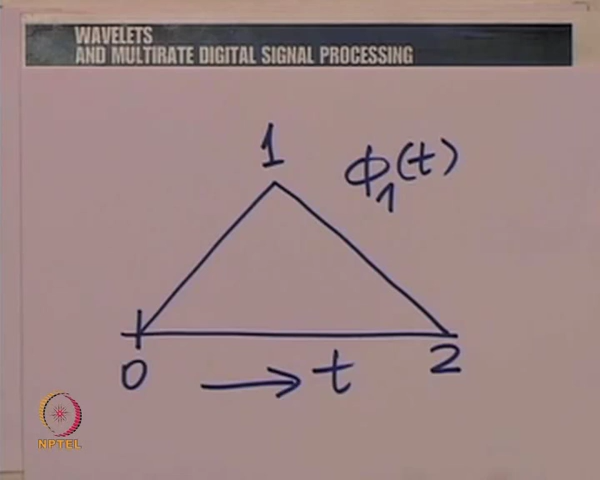 WAVELETS
AND MULTIRATE DIGITAL SIGNAL PROCESSING
1
ϕ₁(t)
0
2
→ t
NPTEL